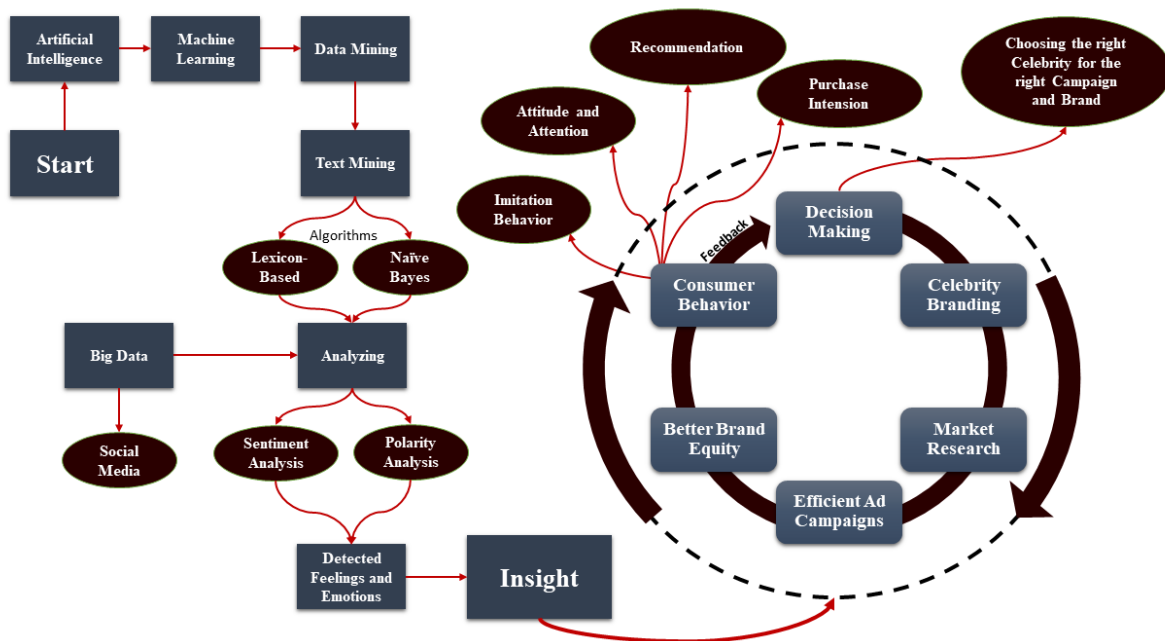 Artificial
Intelligence
Machine
Learning
Data Mining
Start
Text Mining
Algorithms
Lexicon-
Based
Naïve
Bayes
Big Data
Analyzing
Social
Media
Sentiment
Analysis
Polarity
Analysis
Detected
Feelings and
Emotions
Insight
Recommendation
Choosing the right
Celebrity for the
right Campaign
and Brand
Purchase
Intension
Attitude and
Attention
Imitation
Behavior
Feedback
Decision
Making
Consumer
Behavior
Celebrity
Branding
Better Brand
Equity
Market
Research
Efficient Ad
Campaigns